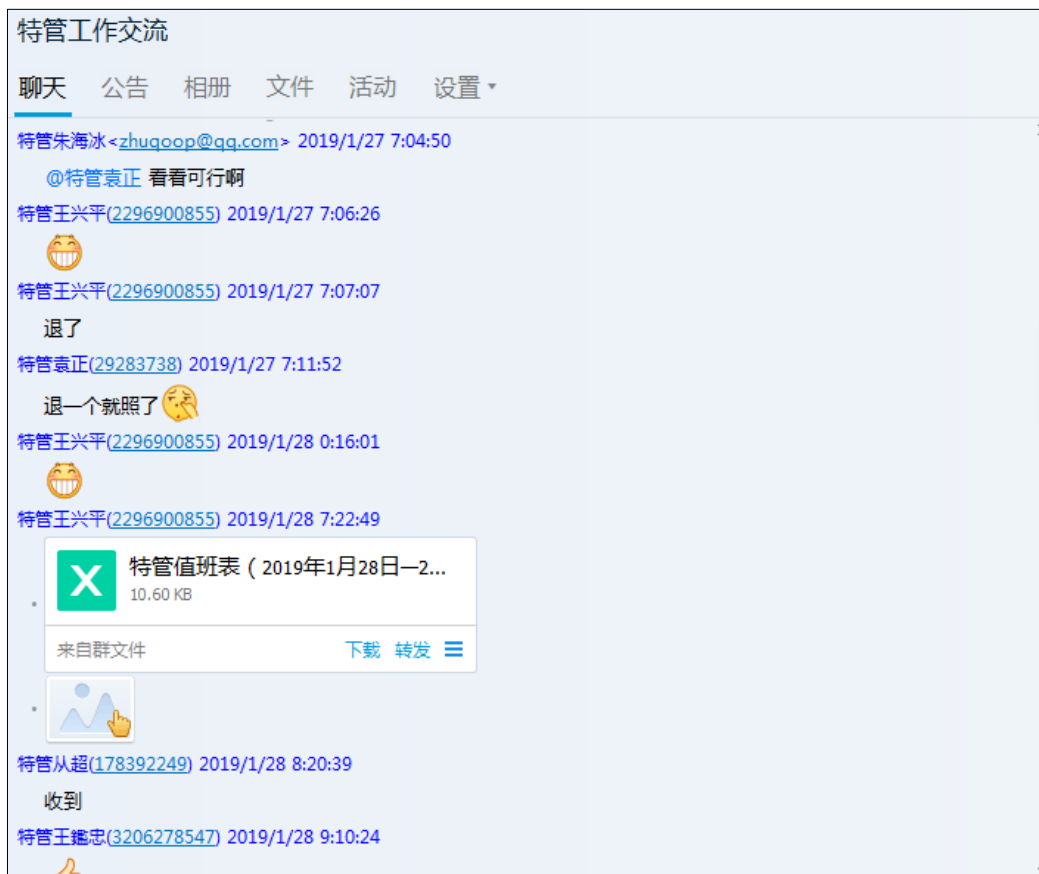 特管工作交流
聊天 公告 相册 文件 活动 设置
特管朱海冰<zhuqoop@qq.com> 2019/1/27 7:04:50
@特管袁正 看看可行啊
特管王兴平(2296900855) 2019/1/27 7:06:26
特管王兴平(2296900855) 2019/1/27 7:07:07
退了
特管袁正(29283738) 2019/1/27 7:11:52
退一个就照了
特管王兴平(2296900855) 2019/1/28 0:16:01
特管王兴平(2296900855) 2019/1/28 7:22:49
特管值班表（2019年1月28日—2...
10.60 KB
来自群文件 下载 转发
特管从超(178392249) 2019/1/28 8:20:39
收到
特管王鑑忠(3206278547) 2019/1/28 9:10:24